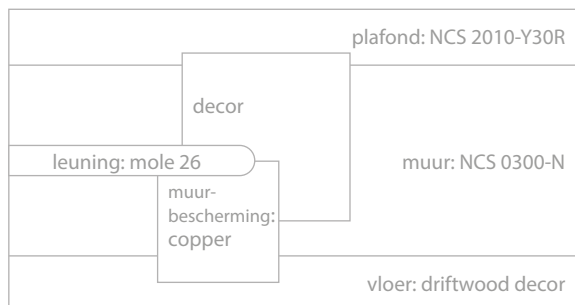 plafond: NCS 2010-Y30R
decor
leuning: mole 26
muur: NCS 0300-N
muur-
bescherming:
copper
vloer: driftwood decor